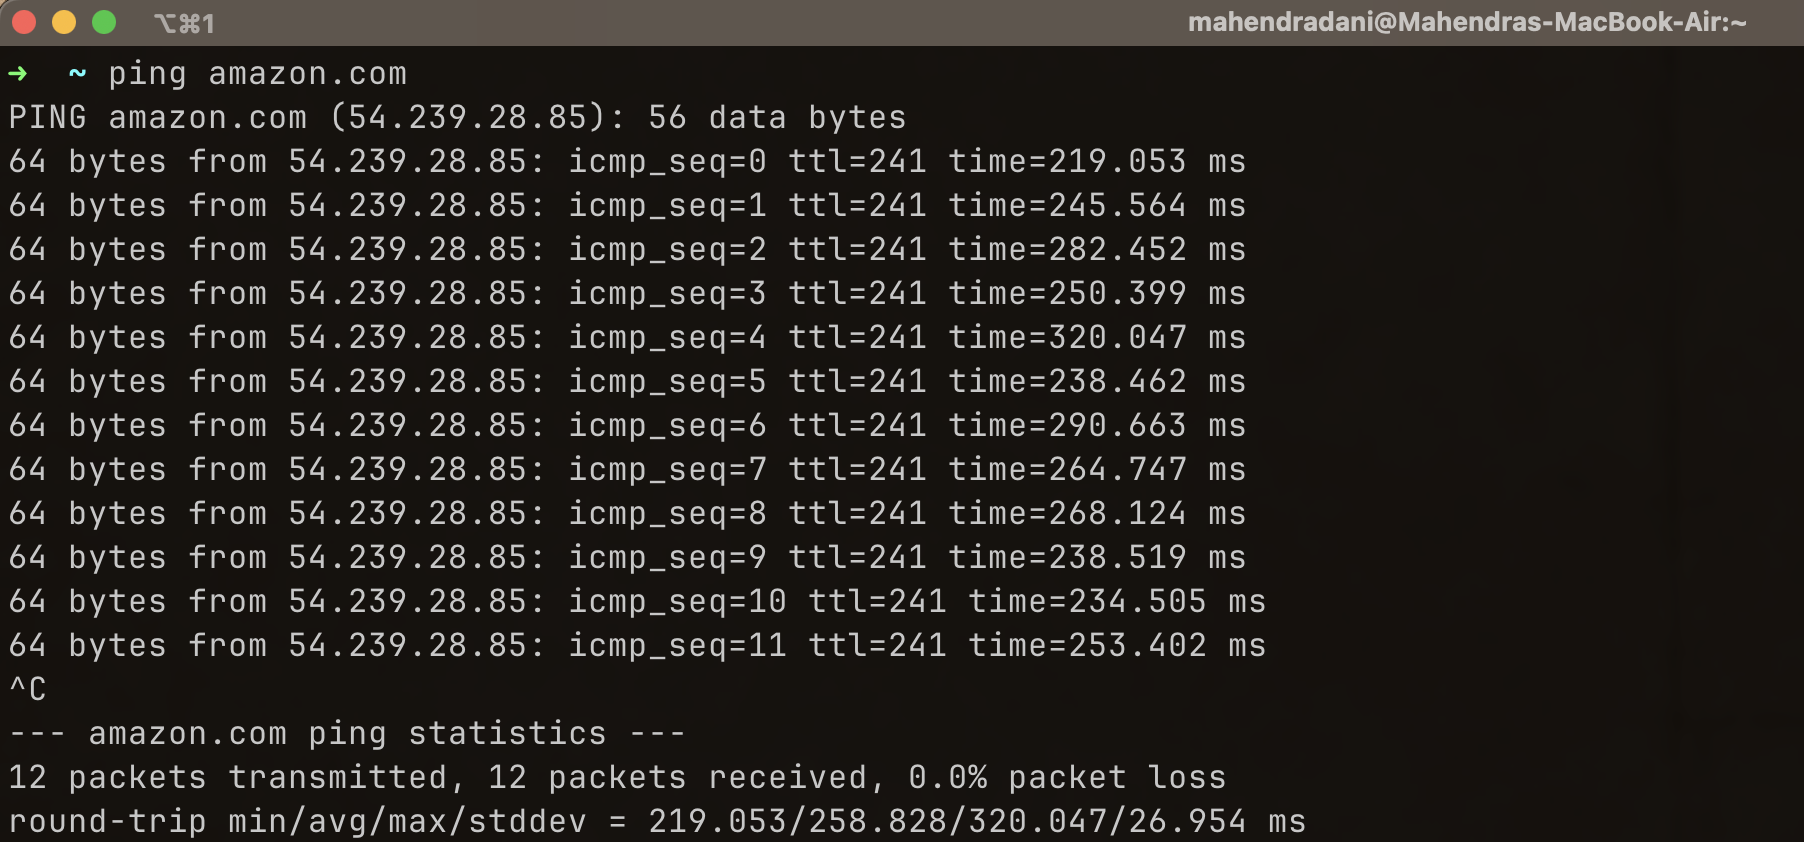 ⌥⌘1
mahendradani@Mahendras-MacBook-Air:~
➜ ~ ping amazon.com
PING amazon.com (54.239.28.85): 56 data bytes
64 bytes from 54.239.28.85: icmp_seq=0 ttl=241 time=219.053 ms
64 bytes from 54.239.28.85: icmp_seq=1 ttl=241 time=245.564 ms
64 bytes from 54.239.28.85: icmp_seq=2 ttl=241 time=282.452 ms
64 bytes from 54.239.28.85: icmp_seq=3 ttl=241 time=250.399 ms
64 bytes from 54.239.28.85: icmp_seq=4 ttl=241 time=320.047 ms
64 bytes from 54.239.28.85: icmp_seq=5 ttl=241 time=238.462 ms
64 bytes from 54.239.28.85: icmp_seq=6 ttl=241 time=290.663 ms
64 bytes from 54.239.28.85: icmp_seq=7 ttl=241 time=264.747 ms
64 bytes from 54.239.28.85: icmp_seq=8 ttl=241 time=268.124 ms
64 bytes from 54.239.28.85: icmp_seq=9 ttl=241 time=238.519 ms
64 bytes from 54.239.28.85: icmp_seq=10 ttl=241 time=234.505 ms
64 bytes from 54.239.28.85: icmp_seq=11 ttl=241 time=253.402 ms
^C
--- amazon.com ping statistics ---
12 packets transmitted, 12 packets received, 0.0% packet loss
round-trip min/avg/max/stddev = 219.053/258.828/320.047/26.954 ms